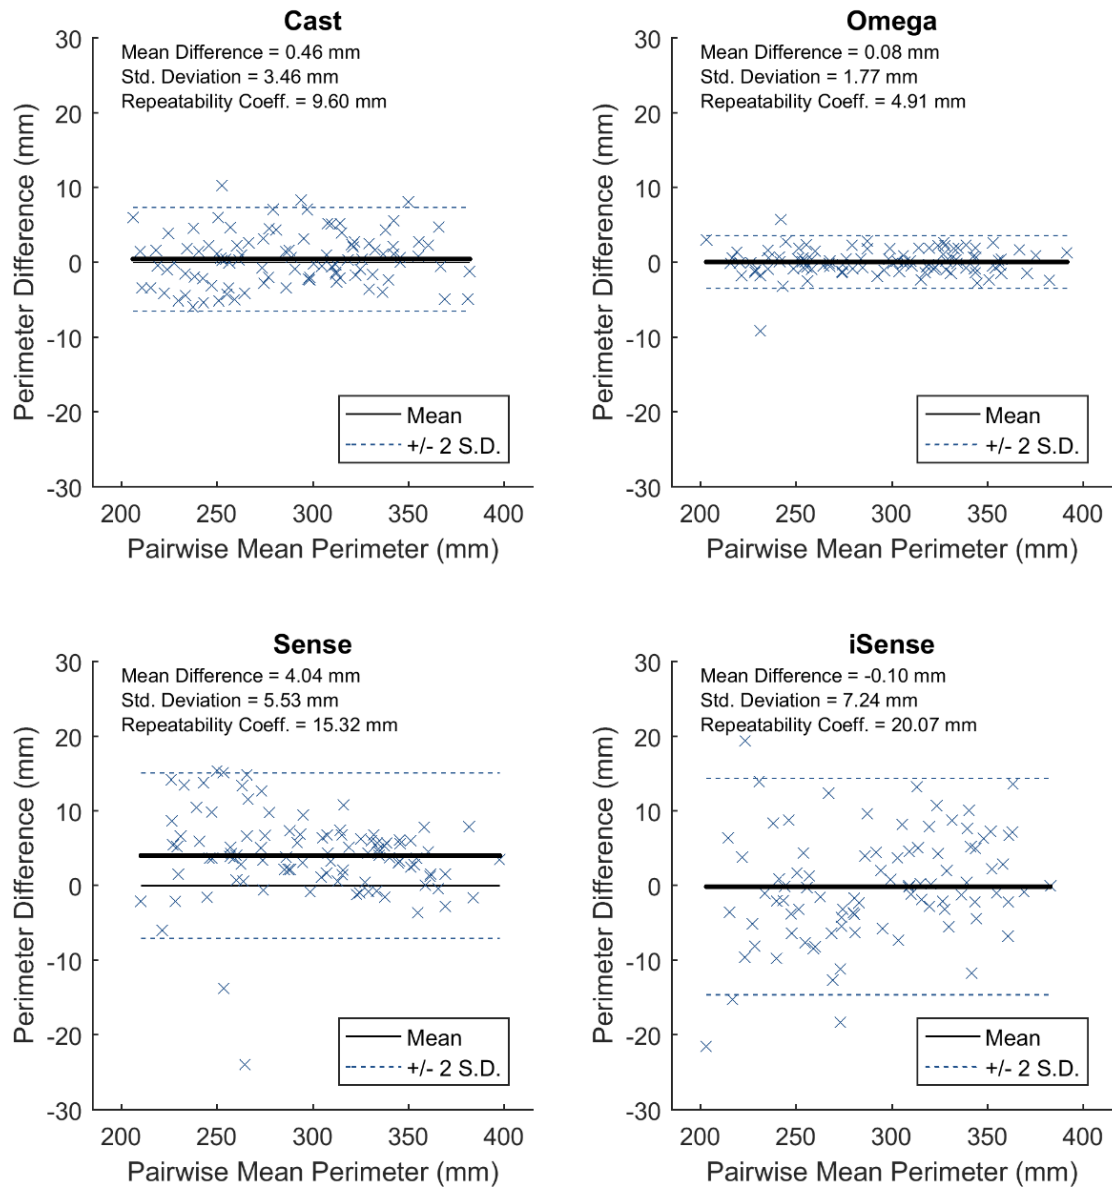 Cast
Mean Difference = 0.46 mm
Std. Deviation = 3.46 mm
Repeatability Coeff. = 9.60 mm
30
20
10
0
-10
-20
-30
Perimeter Difference (mm)
Mean
+/- 2 S.D.
200 250 300 350 400
Pairwise Mean Perimeter (mm)
Omega
Mean Difference = 0.08 mm
Std. Deviation = 1.77 mm
Repeatability Coeff. = 4.91 mm
30
20
10
0
-10
-20
-30
Perimeter Difference (mm)
Mean
+/- 2 S.D.
200 250 300 350 400
Pairwise Mean Perimeter (mm)
Sense
Mean Difference = 4.04 mm
Std. Deviation = 5.53 mm
Repeatability Coeff. = 15.32 mm
30
20
10
0
-10
-20
-30
Perimeter Difference (mm)
Mean
+/- 2 S.D.
200 250 300 350 400
Pairwise Mean Perimeter (mm)
iSense
Mean Difference = -0.10 mm
Std. Deviation = 7.24 mm
Repeatability Coeff. = 20.07 mm
30
20
10
0
-10
-20
-30
Perimeter Difference (mm)
Mean
+/- 2 S.D.
200 250 300 350 400
Pairwise Mean Perimeter (mm)